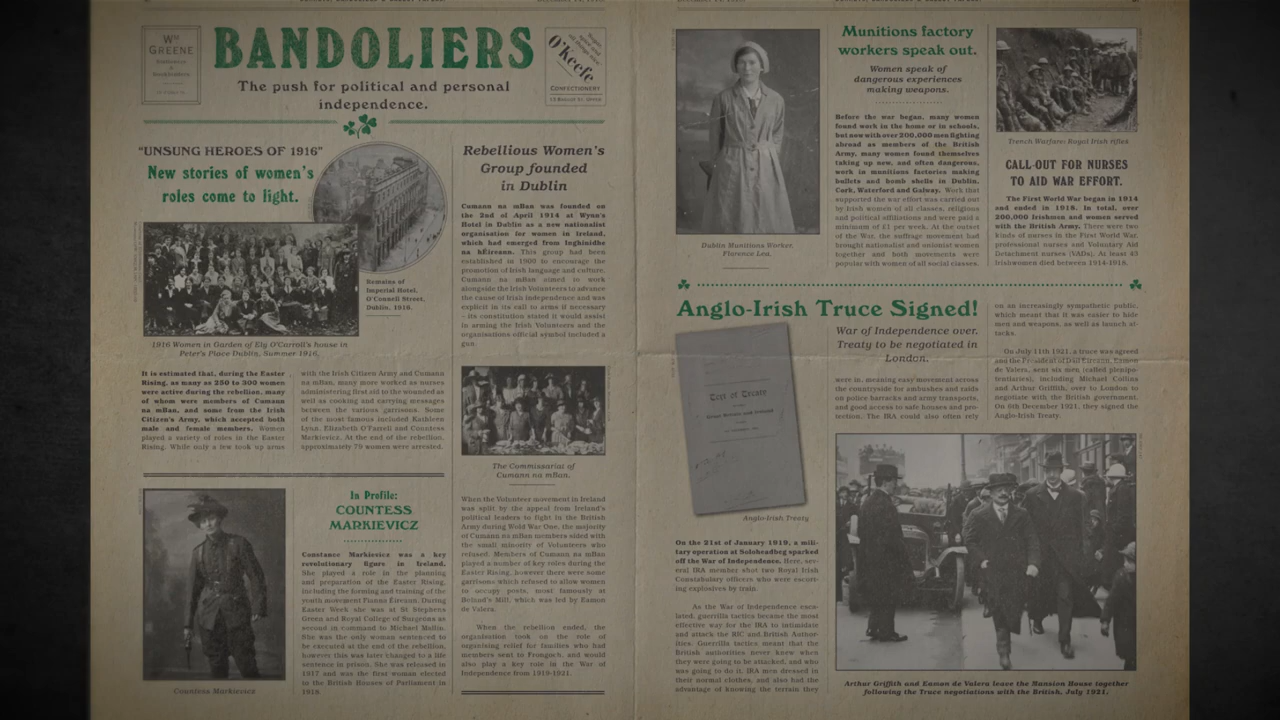 WM
GREENE
BANDOLIERS
The push for political and personal
independence.
O'Keefe
CONFECTIONERY
"UNSUNG HEROES OF 1916"
New stories of women's
roles come to light.
Remains of
Imperial Hotel,
O'Connell Street,
Dublin, 1916.
1916 Women in Garden of Ely O'Carroll's house in
Peter's Place Dublin, Summer 1916.
It is estimated that, during the Easter
Rising, as many as 250 to 300 women
were active during the rebellion, many
of whom were members of Cumann
na mBan, and some from the Irish
Citizen's Army, which accepted both
male and female members. Women
played a variety of roles in the Easter
Rising. While only a few took up arms
with the Irish Citizen Army and Cumann
na mBan, many more worked as nurses
administering first aid to the wounded as
well as cooking and carrying messages
between the various garrisons. Some
of the most famous included Kathleen
Lynn, Elizabeth O'Farrell and Countess
Markievicz. At the end of the rebellion,
approximately 79 women were arrested.
Countess Markievicz
In Profile:
COUNTESS
MARKIEVICZ
Constance Markiesvicz was a key
revolutionary figure in Ireland.
She played a role in the planning
and preparation of the Easter Rising,
including the forming and training of the
youth movement Fianna Éireann. During
Easter Week she was at St Stephens
Green and Royal College of Surgeons as
second in command to Michael Mallin.
She was the only woman sentenced to
be executed at the end of the rebellion,
however this was later changed to a life
sentence in prison. She was released in
1917 and was the first woman elected
to the British Houses of Parliament in
1918.
Rebellious Women's
Group founded
in Dublin
Cumann na mBan was founded on
the 2nd of April 1914 at Wynn's
Hotel in Dublin as a new nationalist
organisation for women in Ireland,
which had emerged from Inghinidhe
na hÉireann. This group had been
established in 1900 to encourage the
promotion of Irish language and culture.
Cumann na mBan aimed to work
alongside the Irish Volunteers to advance
the cause of Irish independence and was
explicit in its call to arms if necessary
– its constitution stated it would assist
in arming the Irish Volunteers and the
organisations official symbol included a
gun.
The Commissariat of
Cumann na mBan.
When the Volunteer movement in Ireland
was split by the appeal from Ireland's
political leaders to fight in the British
Army during Wold War One, the majority
of Cumann na mBan members sided with
the small minority of Volunteers who
refused. Members of Cumann na mBan
played a number of key roles during the
Easter Rising, however there were some
garrisons which refused to allow women
to occupy posts, most famously at
Boland's Mill, which was led by Eamon
de Valera.
When the rebellion ended, the
organisation took on the role of
organising relief for families who had
members sent to Frongoch, and would
also play a key role in the War of
Independence from 1919-1921.
Dublin Munitions Worker,
Florence Lea.
Munitions factory
workers speak out.
Women speak of
dangerous experiences
making weapons.
Before the war began, many women
found work in the home or in schools,
but now with over 200,000 men fighting
abroad as members of the British
Army, many women found themselves
taking up new, and often dangerous,
work in munitions factories making
bullets and bomb shells in Dublin,
Cork, Waterford and Galway. Work that
supported the war effort was carried out
by Irish women of all classes, religious
and political affiliations and were paid a
minimum of £1 per week. At the outset
of the War, the suffrage movement had
brought nationalist and unionist women
together and both movements were
popular with women of all social classes.
Trench Warfare: Royal Irish rifles
CALL-OUT FOR NURSES
TO AID WAR EFFORT.
The First World War began in 1914
and ended in 1918. In total, over
200,000 Irishman and women served
with the British Army. There were two
kinds of nurses in the First World War,
professional nurses and Voluntary Aid
Detachment nurses (VADs). At least 43
Irishwomen died between 1914-1918.
Anglo-Irish Truce Signed!
War of Independence over.
Treaty to be negotiated in
London.
Text of Treaty
Anglo-Irish Treaty
On the 21st of January 1919, a mili-
tary operation at Soloheadbeg sparked
off the War of Independence. Here, sev-
eral IRA member shot two Royal Irish
Constabulary officers who were escort-
ing explosives by train.
As the War of Independence esca-
lated, guerrilla tactics became the most
effective way for the IRA to intimidate
and attack the RIC and British Author-
ities. Guerrilla tactics meant that the
British authorities never knew when
they were going to be attacked, and who
was going to do it. IRA men dressed in
their normal clothes, and also had the
advantage of knowing the terrain they
were in, meaning easy movement across
the countryside for ambushes and raids
on police barracks and army transports,
and good access to safe houses and pro-
tection. The IRA could also often rely
on an increasingly sympathetic public,
which meant that it was easier to hide
men and weapons, as well as launch at-
tacks.
On July 11th 1921, a truce was agreed
and the President of Dáil Éireann, Eamon
de Valera, sent six men (called plenipo-
tentiaries), including Michael Collins
and Arthur Griffith, over to London to
negotiate with the British government.
On 6th December 1921, they signed the
Anglo-Irish Treaty.
Arthur Griffith and Eamon de Valera leave the Mansion House together
following the Truce negotiations with the British, July 1921.